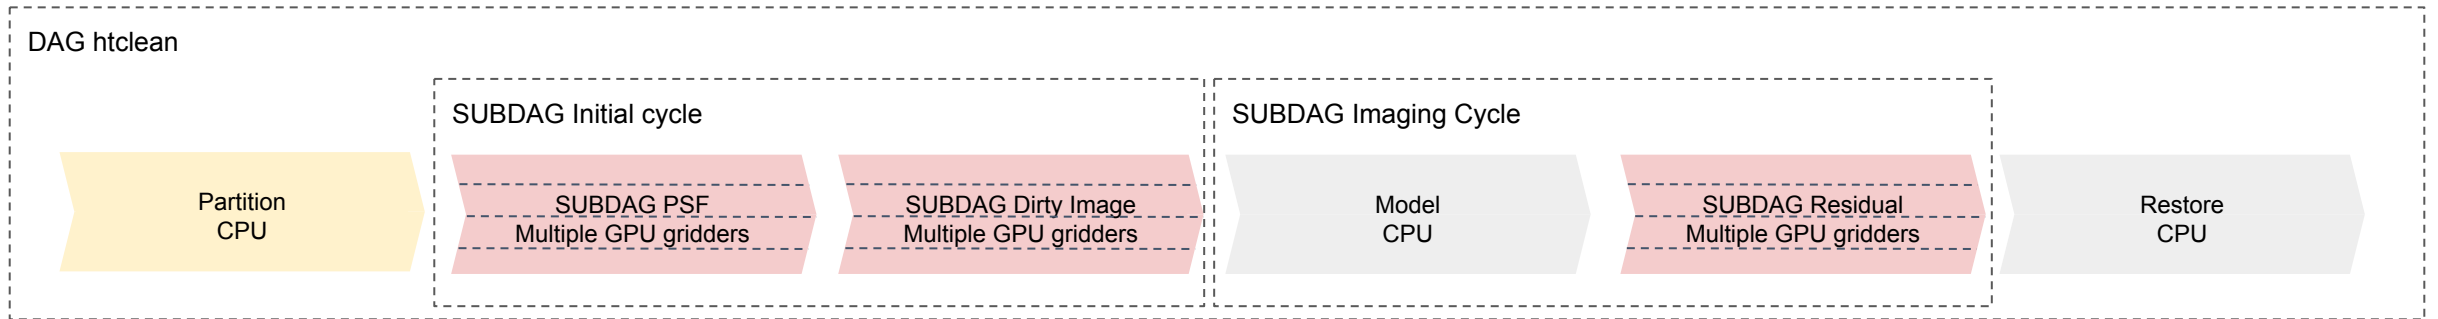 DAG htclean
SUBDAG Initial cycle
SUBDAG Imaging Cycle
Partition
CPU
SUBDAG PSF
Multiple GPU gridders
SUBDAG Dirty Image
Multiple GPU gridders
Model
CPU
SUBDAG Residual
Multiple GPU gridders
Restore
CPU